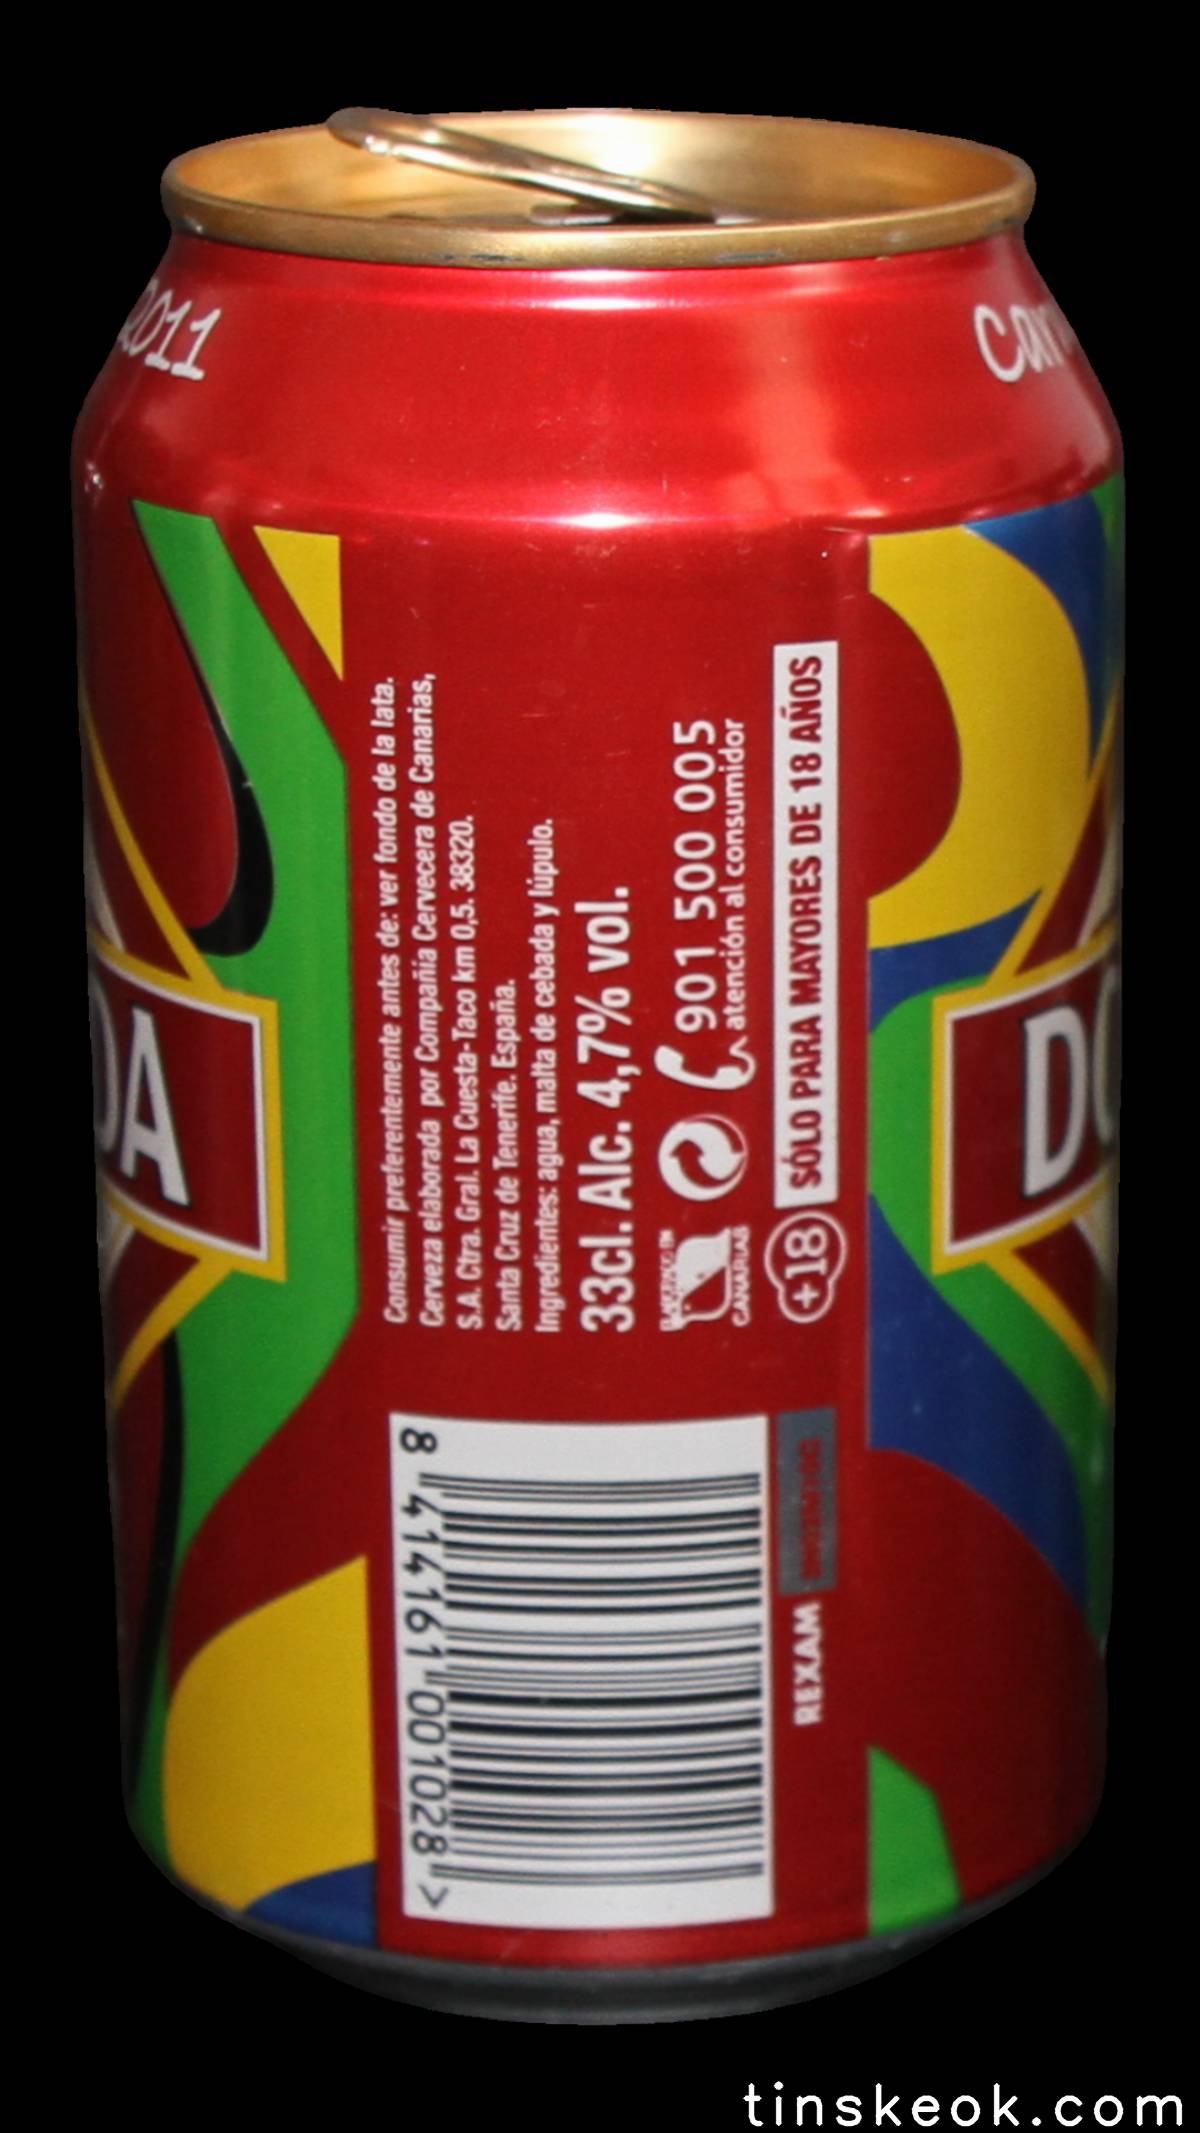 2011
Consumir preferentemente antes de: ver fondo de la lata.
Cerveza elaborada por Compañía Cervecera de Canarias,
S.A. Ctra. Gral. La Cuesta-Taco km 0,5. 38320.
Santa Cruz de Tenerife. España.
Ingredientes: agua, malta de cebada y lúpulo.
33cl. Alc. 4,7% vol.
901 500 005
atención al consumidor
CANARIAS
+18 SÓLO PARA MAYORES DE 18 AÑOS
8 414161 001028 >
REXAM
tinskeok.com